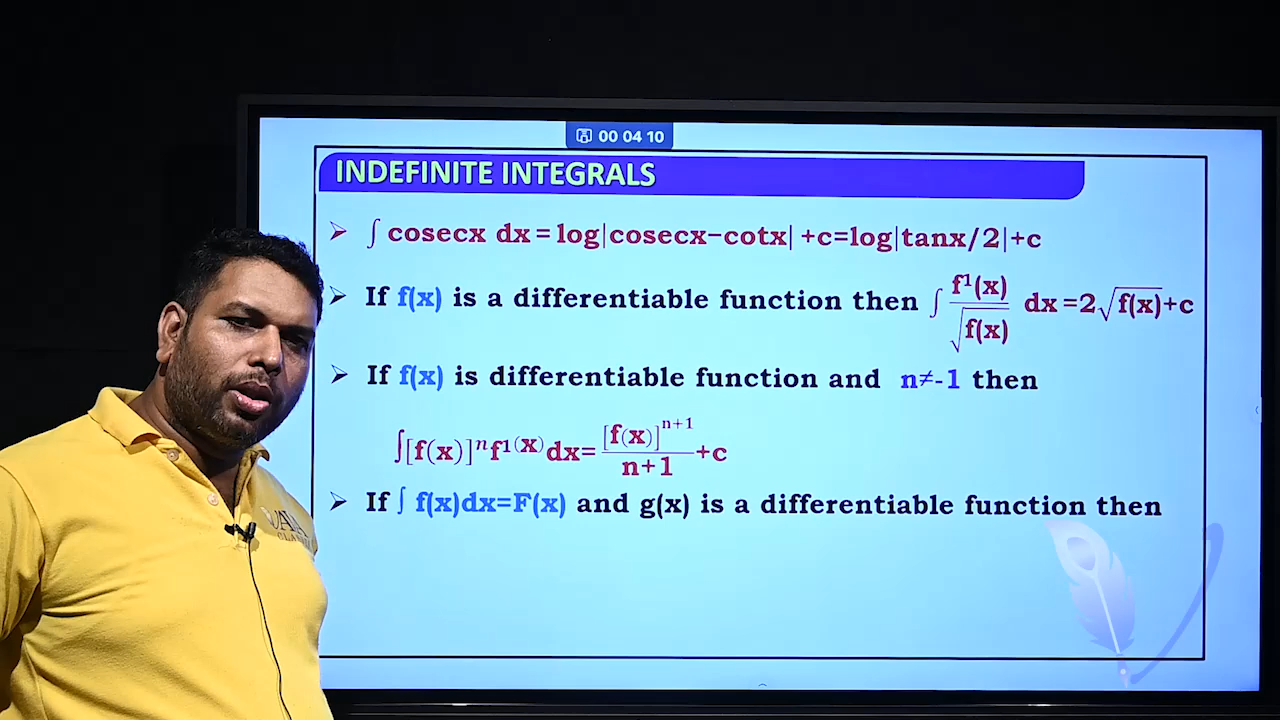 00 04 10
INDEFINITE INTEGRALS
➢ ∫ cosecx dx = log|cosecx−cotx| +c=log|tanx/2|+c
➢ If f(x) is a differentiable function then ∫ f¹(x)/√f(x) dx =2√f(x)+c
➢ If f(x) is differentiable function and n≠-1 then
∫[f(x)]ⁿf¹⁽ˣ⁾dx= [f(x)]ⁿ⁺¹/n+1 +c
➢ If ∫ f(x)dx=F(x) and g(x) is a differentiable function then